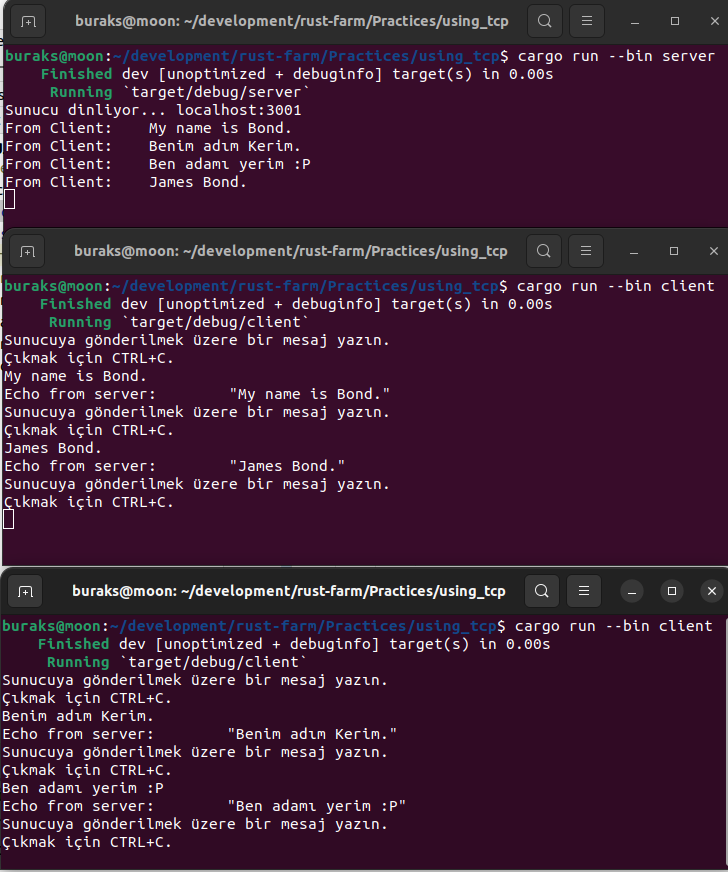 buraks@moon: ~/development/rust-farm/Practices/using_tcp
buraks@moon:~/development/rust-farm/Practices/using_tcp$ cargo run --bin server
Finished dev [unoptimized + debuginfo] target(s) in 0.00s
Running `target/debug/server`
Sunucu dinliyor... localhost:3001
From Client: My name is Bond.
From Client: Benim adım Kerim.
From Client: Ben adamı yerim :P
From Client: James Bond.
buraks@moon: ~/development/rust-farm/Practices/using_tcp
buraks@moon:~/development/rust-farm/Practices/using_tcp$ cargo run --bin client
Finished dev [unoptimized + debuginfo] target(s) in 0.00s
Running `target/debug/client`
Sunucuya gönderilmek üzere bir mesaj yazın.
Çıkmak için CTRL+C.
My name is Bond.
Echo from server: "My name is Bond."
Sunucuya gönderilmek üzere bir mesaj yazın.
Çıkmak için CTRL+C.
James Bond.
Echo from server: "James Bond."
Sunucuya gönderilmek üzere bir mesaj yazın.
Çıkmak için CTRL+C.
buraks@moon: ~/development/rust-farm/Practices/using_tcp
buraks@moon:~/development/rust-farm/Practices/using_tcp$ cargo run --bin client
Finished dev [unoptimized + debuginfo] target(s) in 0.00s
Running `target/debug/client`
Sunucuya gönderilmek üzere bir mesaj yazın.
Çıkmak için CTRL+C.
Benim adım Kerim.
Echo from server: "Benim adım Kerim."
Sunucuya gönderilmek üzere bir mesaj yazın.
Çıkmak için CTRL+C.
Ben adamı yerim :P
Echo from server: "Ben adamı yerim :P"
Sunucuya gönderilmek üzere bir mesaj yazın.
Çıkmak için CTRL+C.